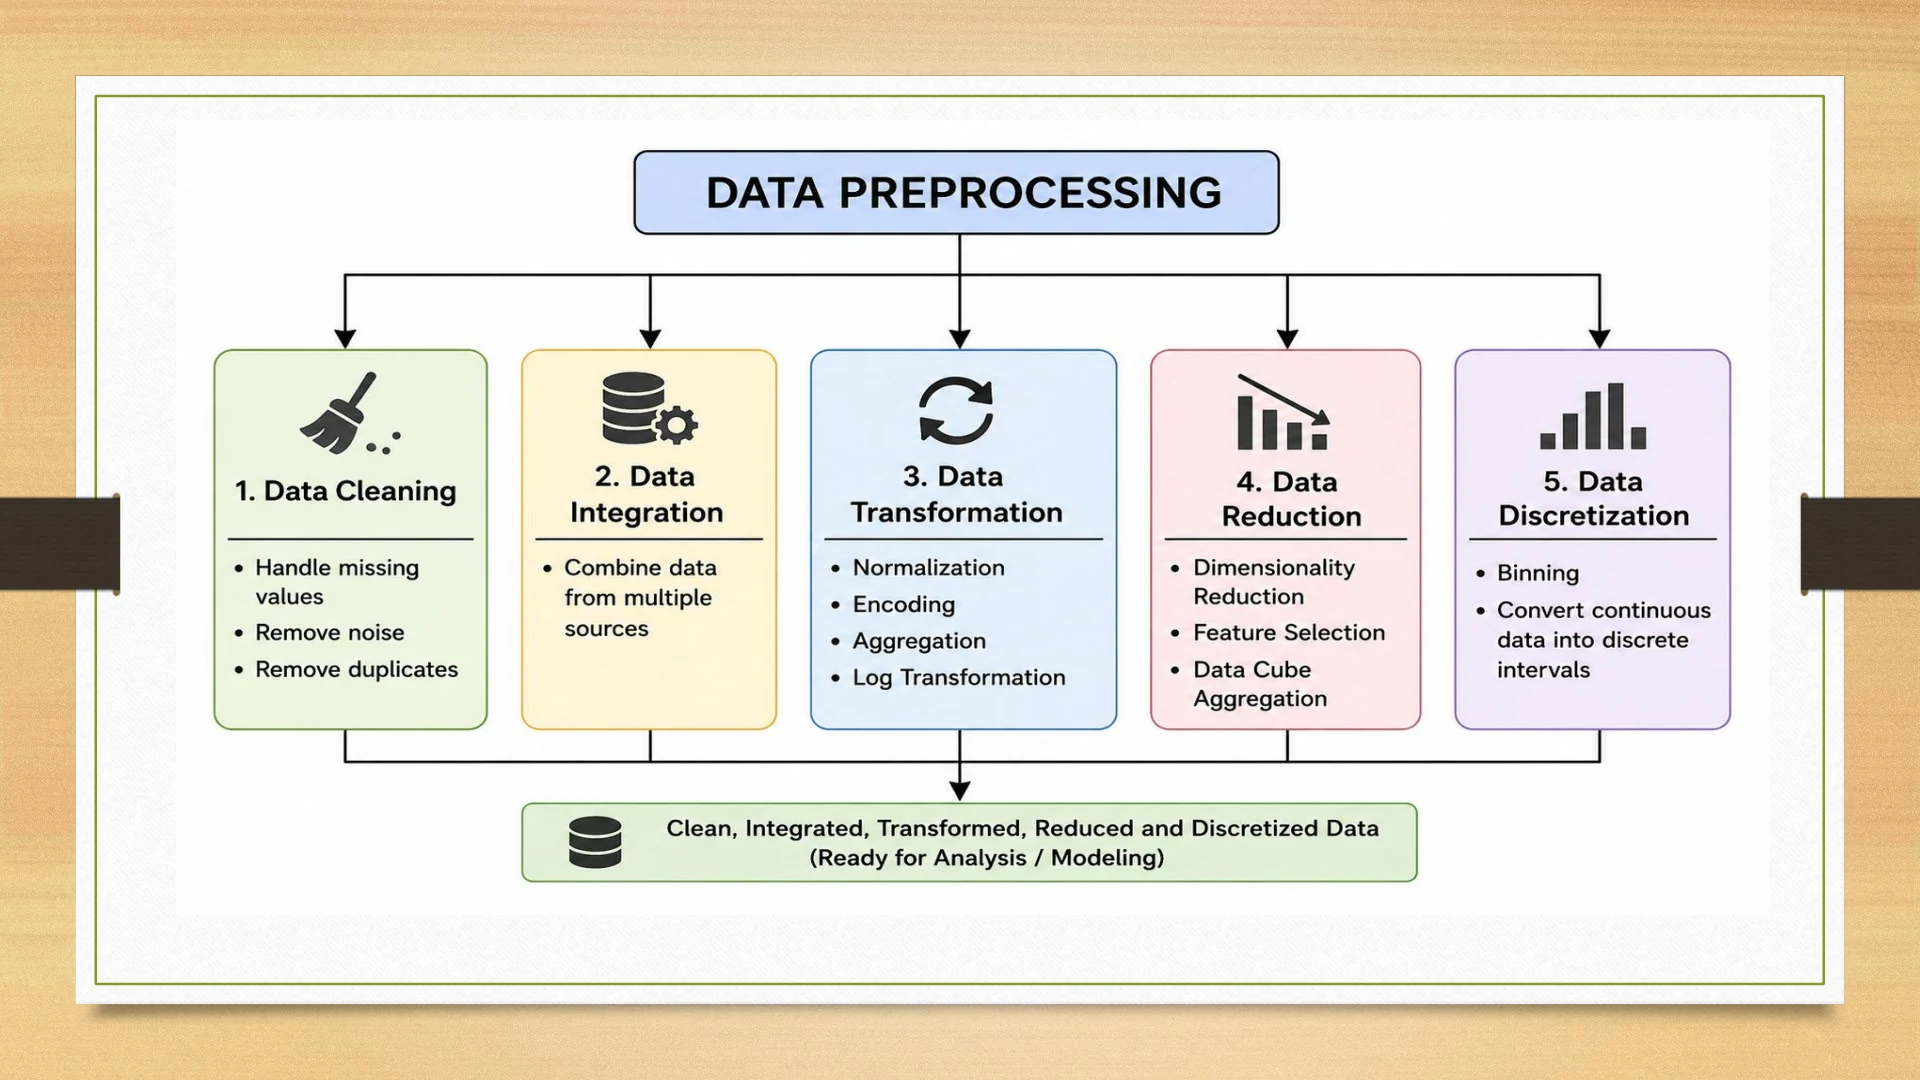 DATA PREPROCESSING
1. Data Cleaning
• Handle missing
values
• Remove noise
• Remove duplicates
2. Data
Integration
• Combine data
from multiple
sources
3. Data
Transformation
• Normalization
• Encoding
• Aggregation
• Log Transformation
4. Data
Reduction
• Dimensionality
Reduction
• Feature Selection
• Data Cube
Aggregation
5. Data
Discretization
• Binning
• Convert continuous
data into discrete
intervals
Clean, Integrated, Transformed, Reduced and Discretized Data
(Ready for Analysis / Modeling)